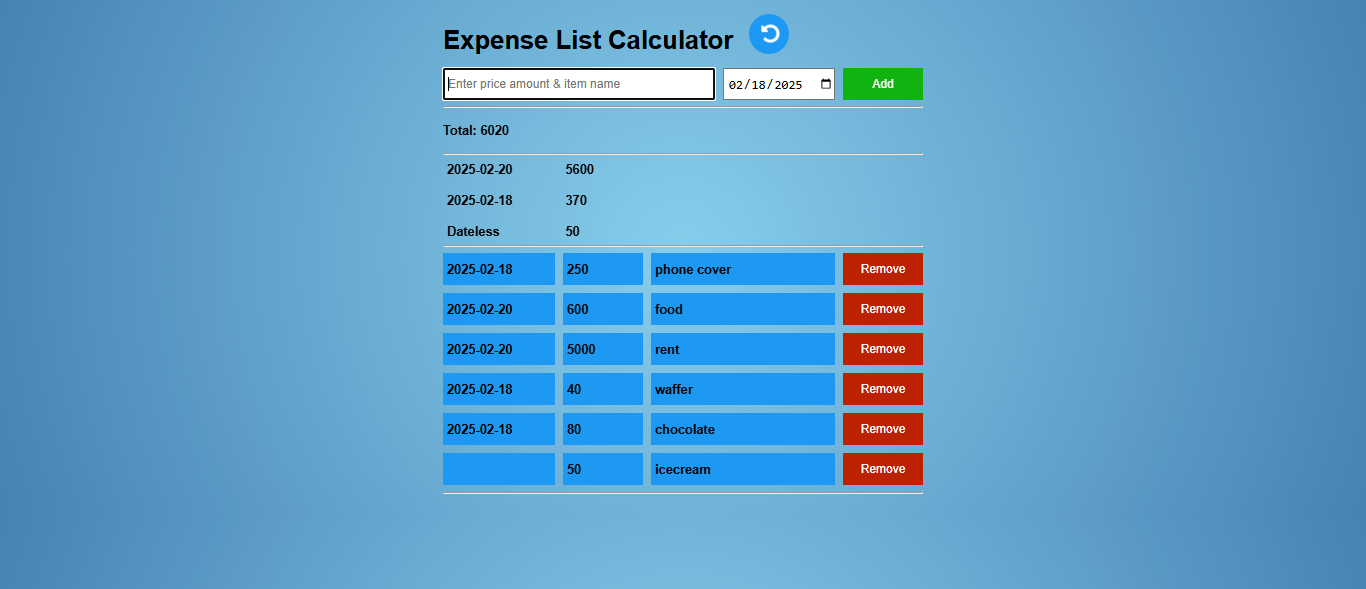 Expense List Calculator
Enter price amount & item name 02/18/2025 Add
Total: 6020
2025-02-20 5600
2025-02-18 370
Dateless 50
2025-02-18 250 phone cover Remove
2025-02-20 600 food Remove
2025-02-20 5000 rent Remove
2025-02-18 40 waffer Remove
2025-02-18 80 chocolate Remove
50 icecream Remove